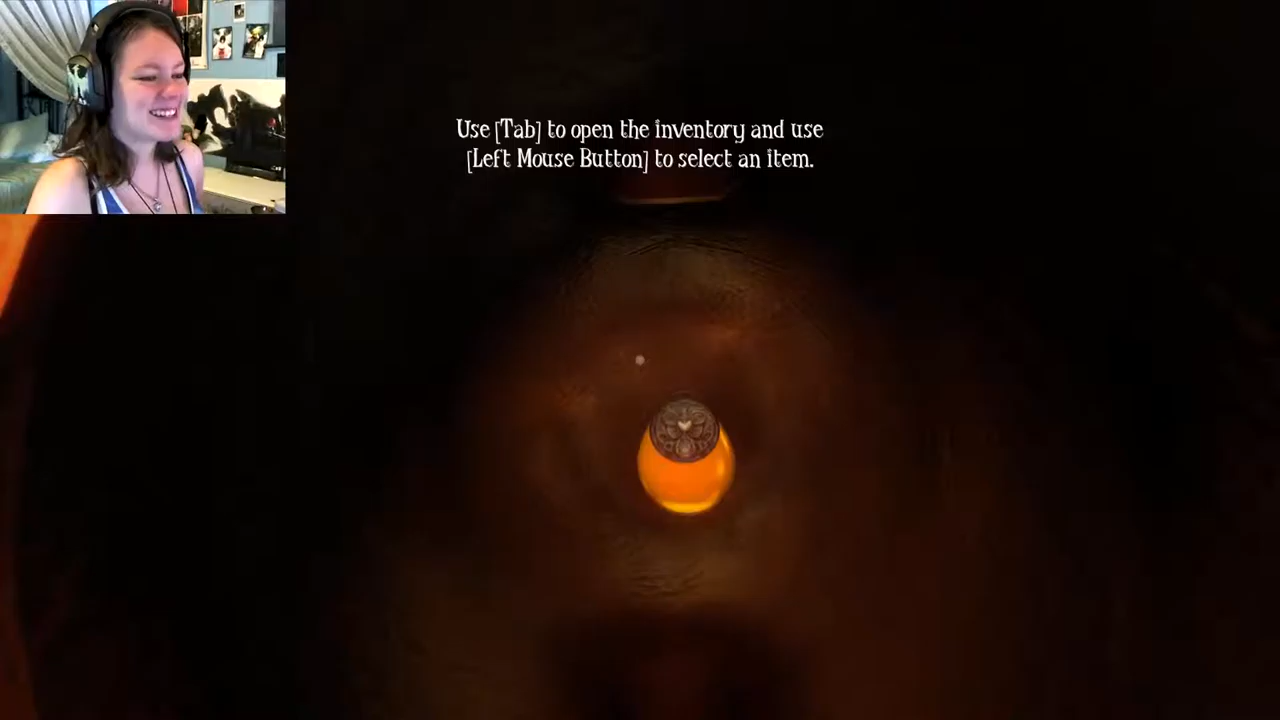 Use [Tab] to open the inventory and use
[Left Mouse Button] to select an item.